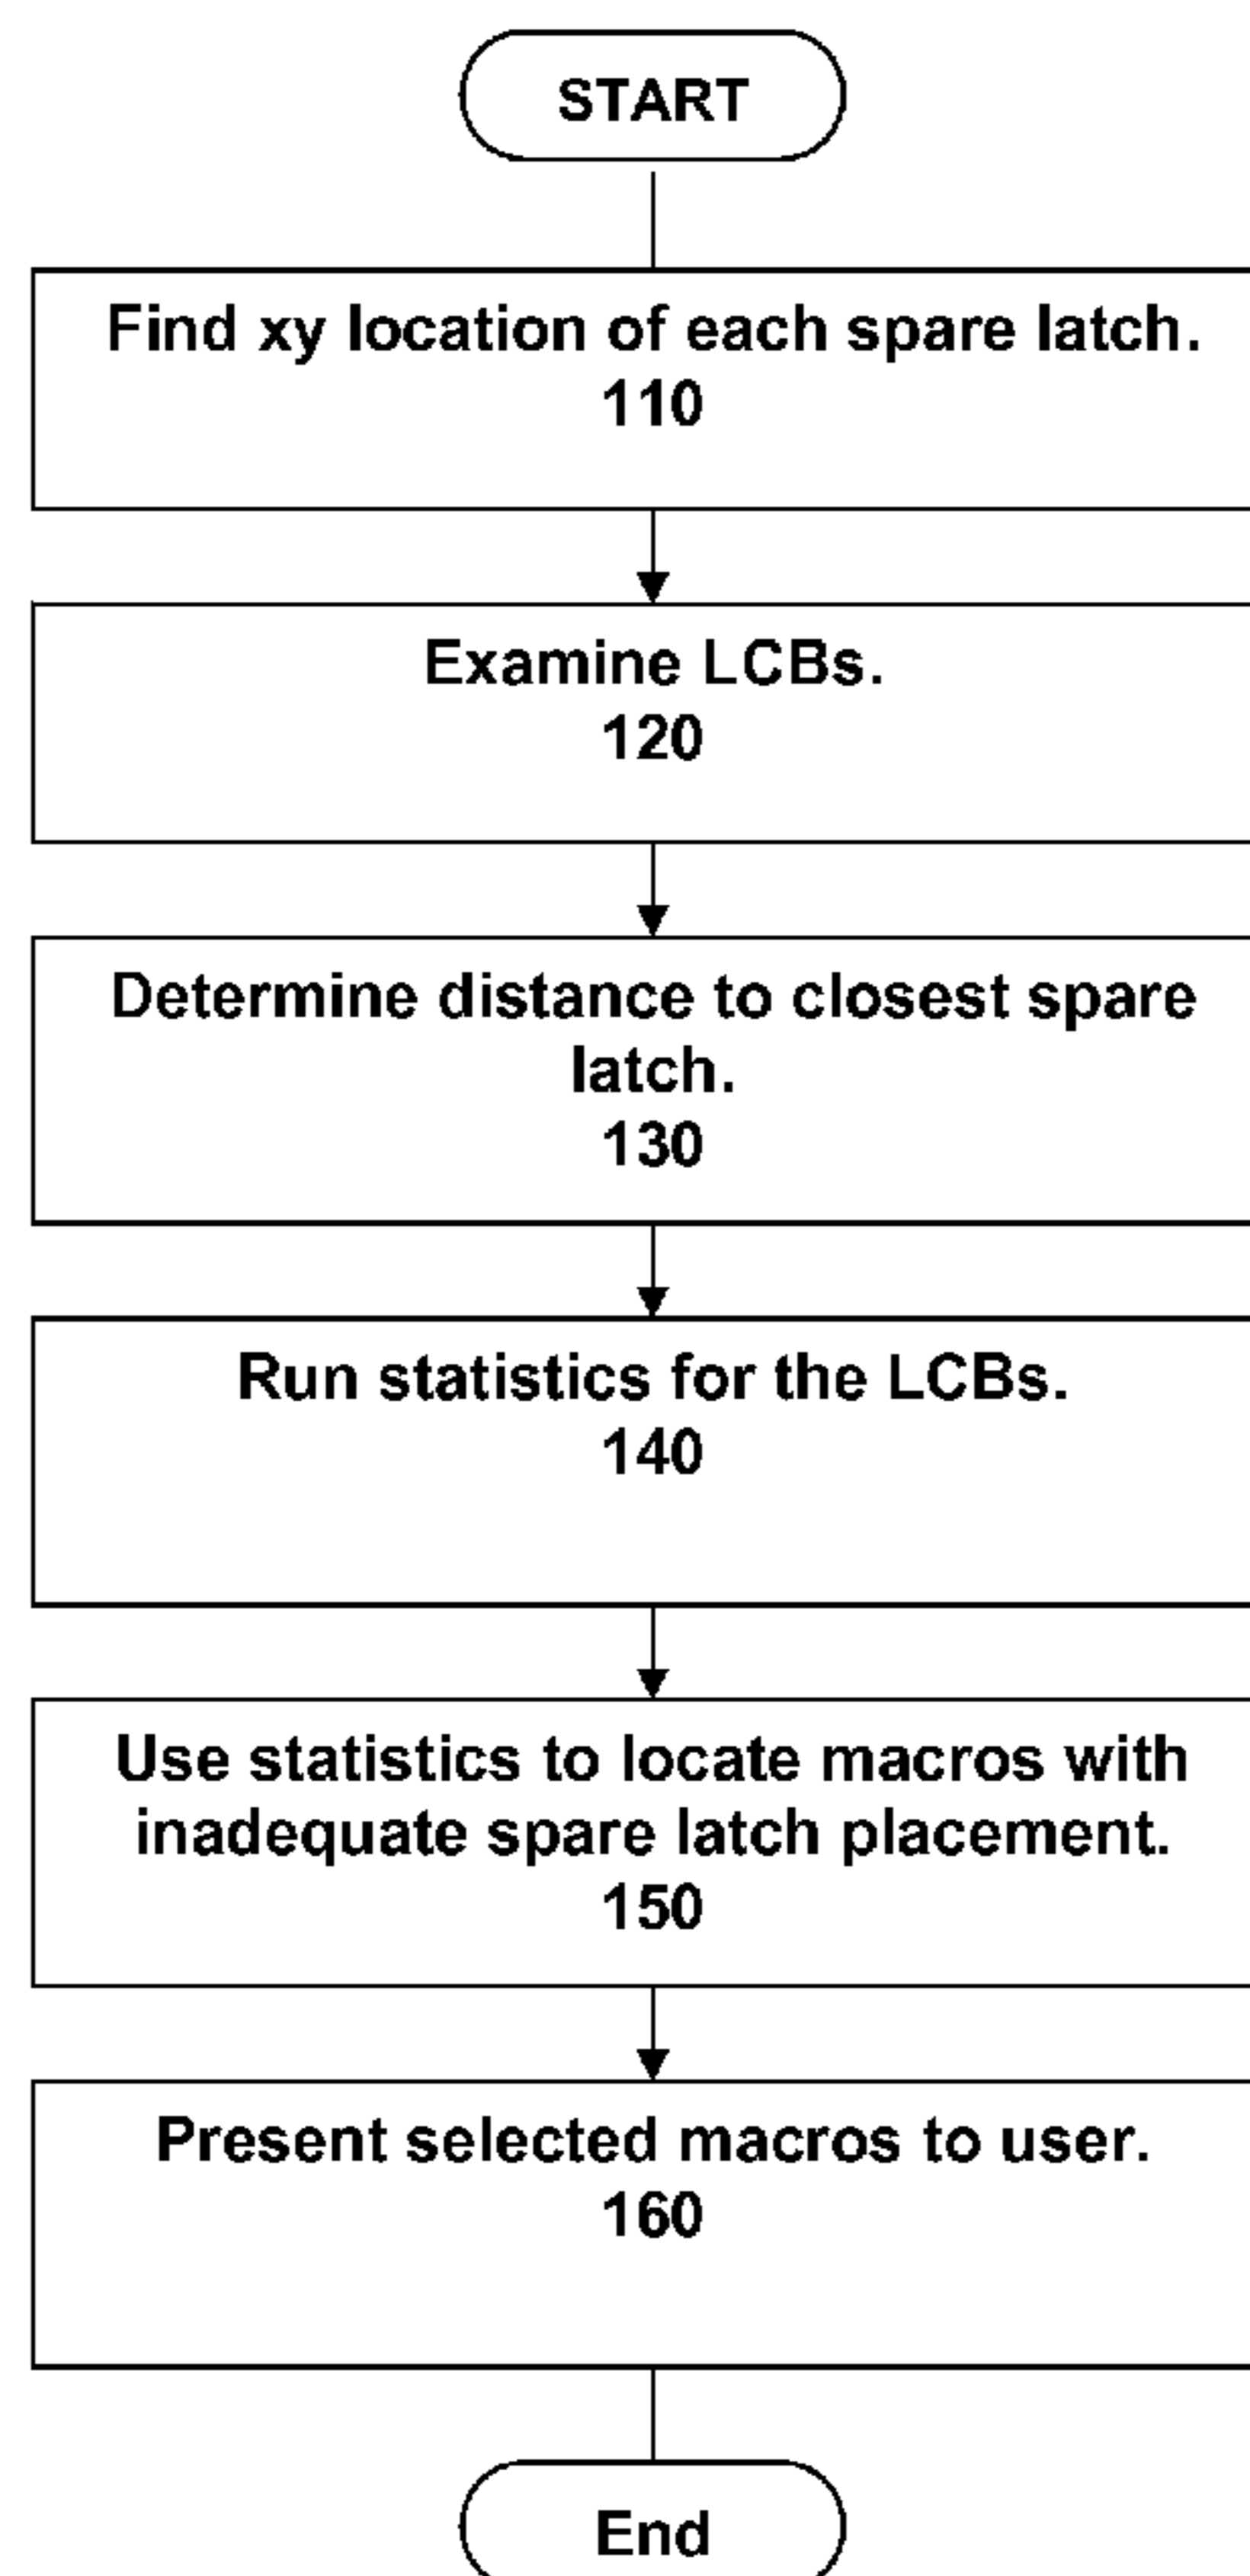 START
Find xy location of each spare latch.
110
Examine LCBs.
120
Determine distance to closest spare
latch.
130
Run statistics for the LCBs.
140
Use statistics to locate macros with
inadequate spare latch placement.
150
Present selected macros to user.
160
End